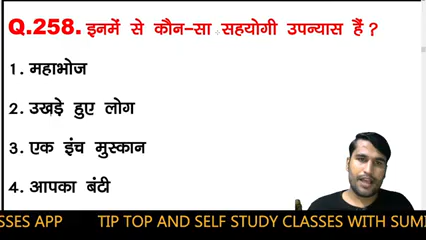 Q.258. इनमें से कौन-सा सहयोगी उपन्यास हैं ?
1. महाभोज
2. उखड़े हुए लोग
3. एक इंच मुस्कान
4. आपका बंटी
SSES APP TIP TOP AND SELF STUDY CLASSES WITH SUMI